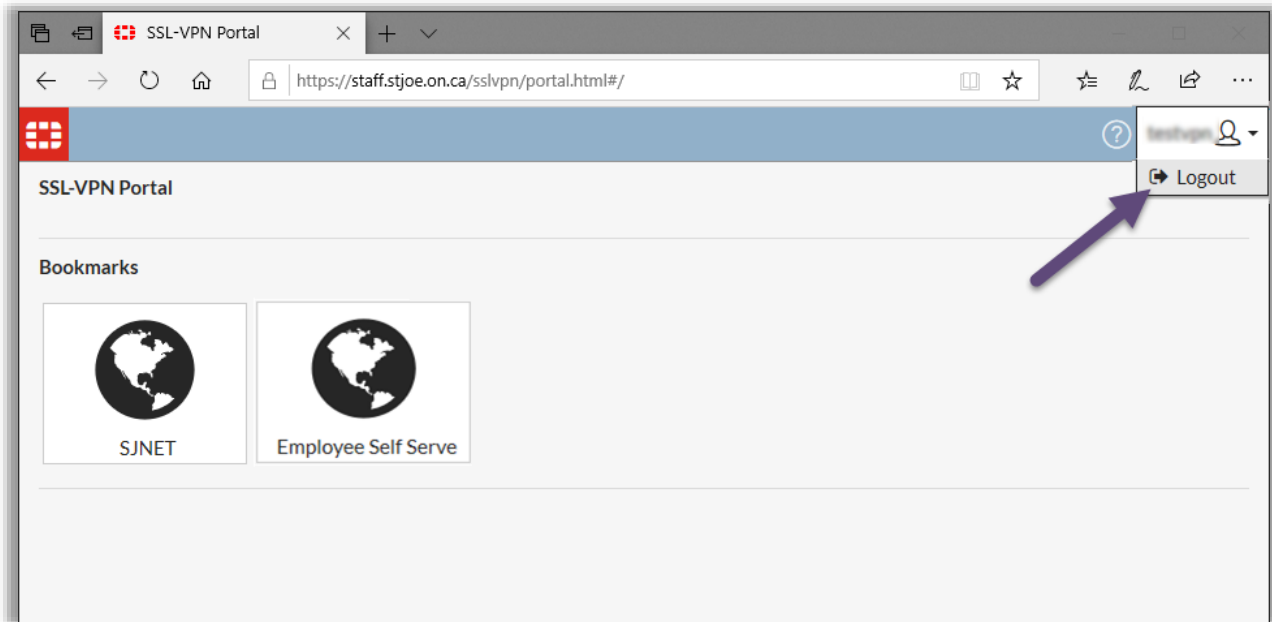 SSL-VPN Portal
https://staff.stjoe.on.ca/sslvpn/portal.html#/
Logout
SSL-VPN Portal
Bookmarks
SJNET
Employee Self Serve